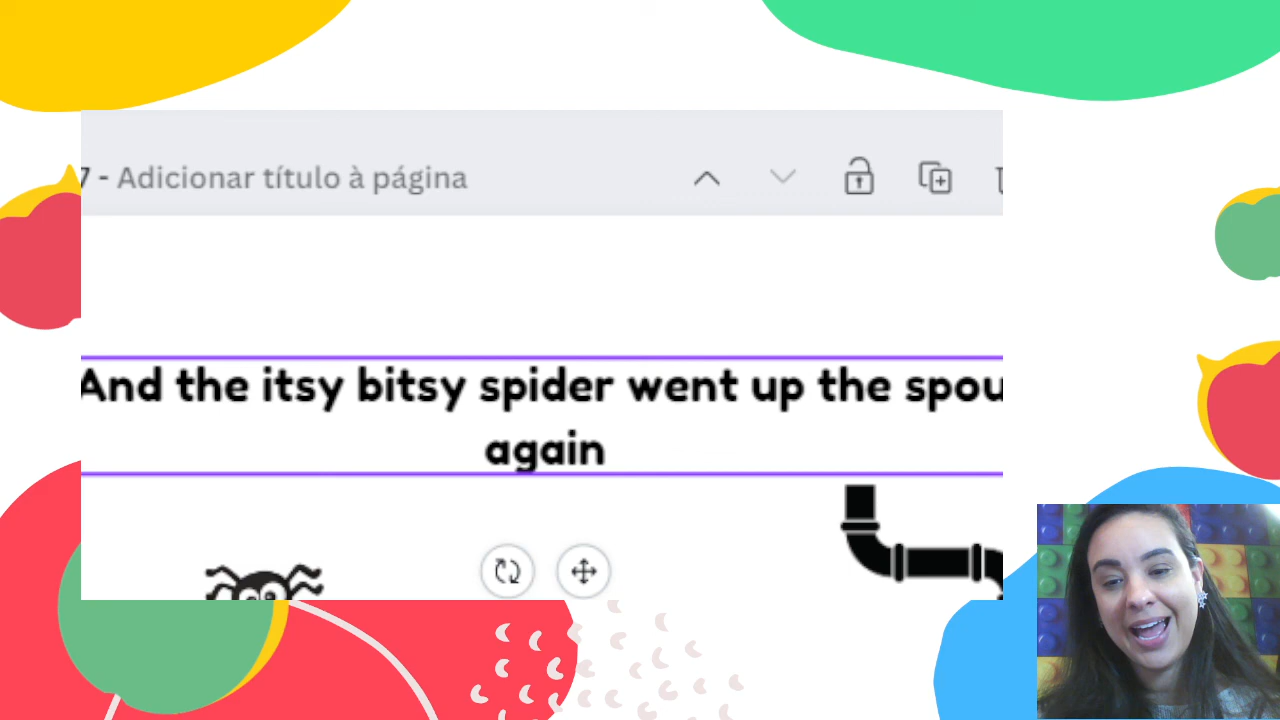 7 - Adicionar título à página
And the itsy bitsy spider went up the spou
again